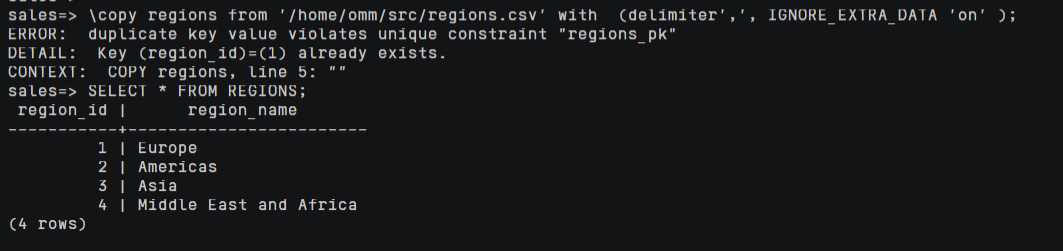 sales=> \copy regions from '/home/omm/src/regions.csv' with  (delimiter',', IGNORE_EXTRA_DATA 'on' );
ERROR:  duplicate key value violates unique constraint "regions_pk"
DETAIL:  Key (region_id)=(1) already exists.
CONTEXT:  COPY regions, line 5: ""
sales=> SELECT * FROM REGIONS;
 region_id |      region_name
-----------+------------------------
         1 | Europe
         2 | Americas
         3 | Asia
         4 | Middle East and Africa
(4 rows)